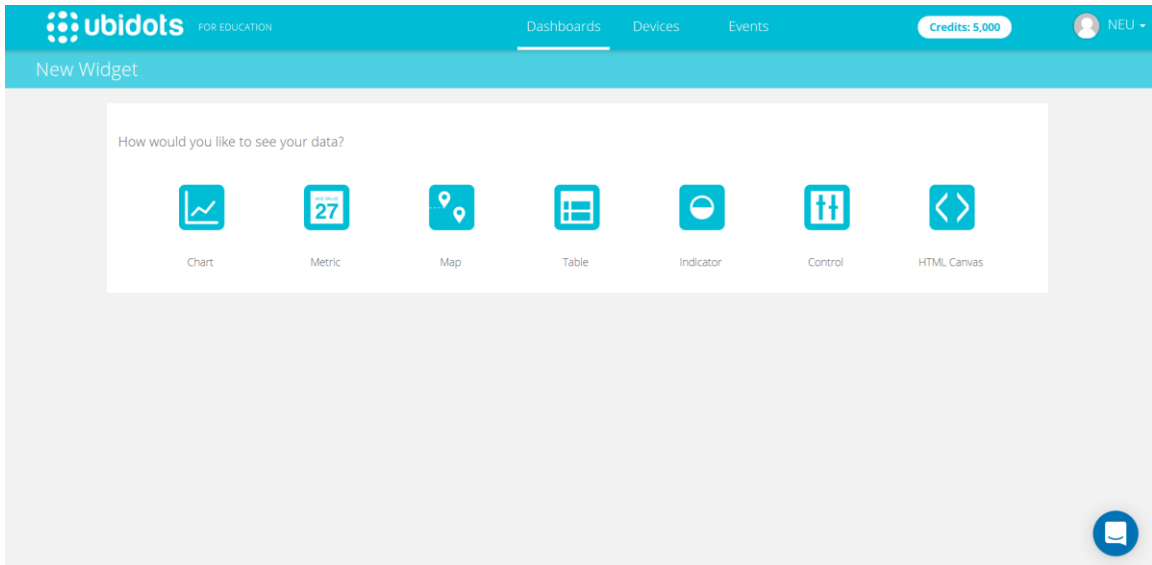 ubidots FOR EDUCATION Dashboards Devices Events Credits: 5,000 NEU
New Widget
How would you like to see your data?
27
Chart Metric Map Table Indicator Control HTML Canvas